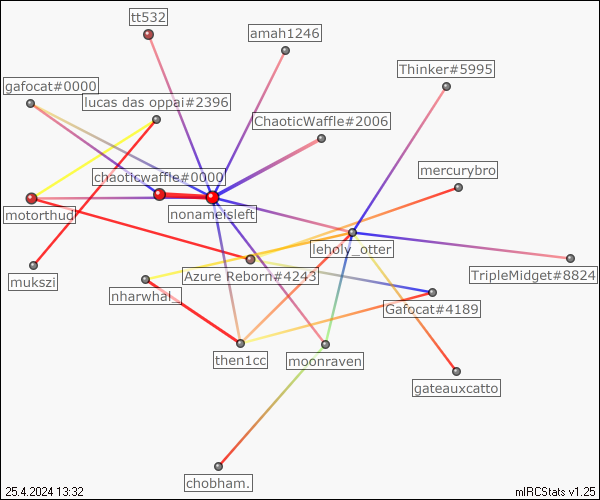 tt532
amah1246
Thinker#5995
gafocat#0000
lucas das oppai#2396
ChaoticWaffle#2006
mercurybro
chaoticwaffle#0000
motorthud
nonameisleft
leholy_otter
mukszi
Azure Reborn#4243
TripleMidget#8824
nharwhal_
Gafocat#4189
then1cc
moonraven
gateauxcatto
chobham.
25.4.2024 13:32
mIRCStats v1.25